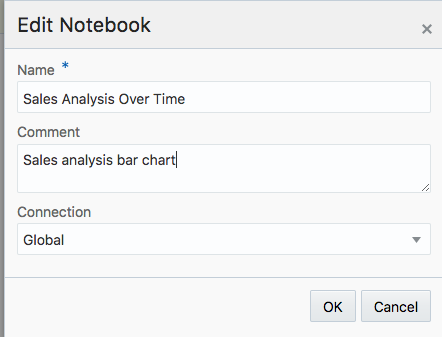 Edit Notebook
×
Name *
Sales Analysis Over Time
Comment
Sales analysis bar chart
Connection
Global
OK Cancel